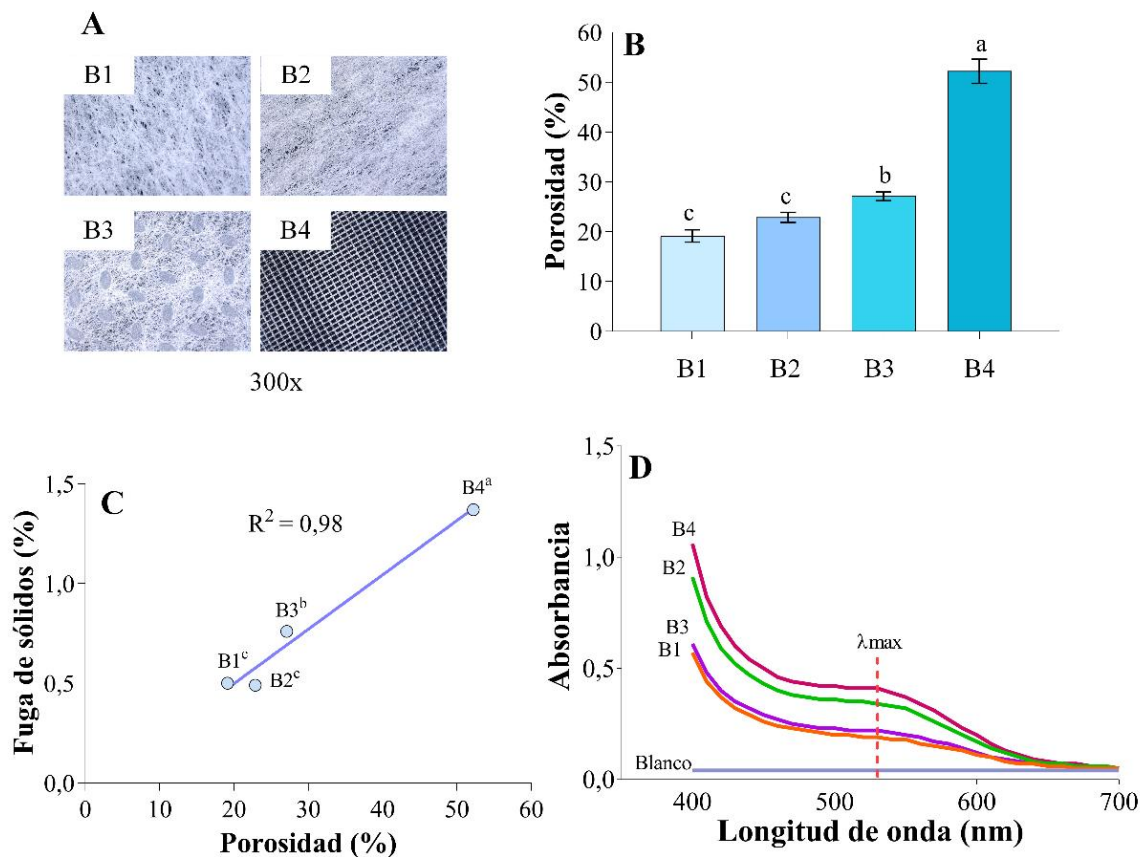 A
B1
B2
B3
B4
300x
B
Porosidad (%)
60
50
40
30
20
10
0
c
c
b
a
B1
B2
B3
B4
C
Fuga de sólidos (%)
1,5
1,0
0,5
0,0
R² = 0,98
B4ᵃ
B3ᵇ
B1ᶜ
B2ᶜ
0 10 20 30 40 50 60
Porosidad (%)
D
Absorbancia
1,5
1,0
0,5
0,0
B4
B2
B3
B1
λmax
Blanco
400 500 600 700
Longitud de onda (nm)